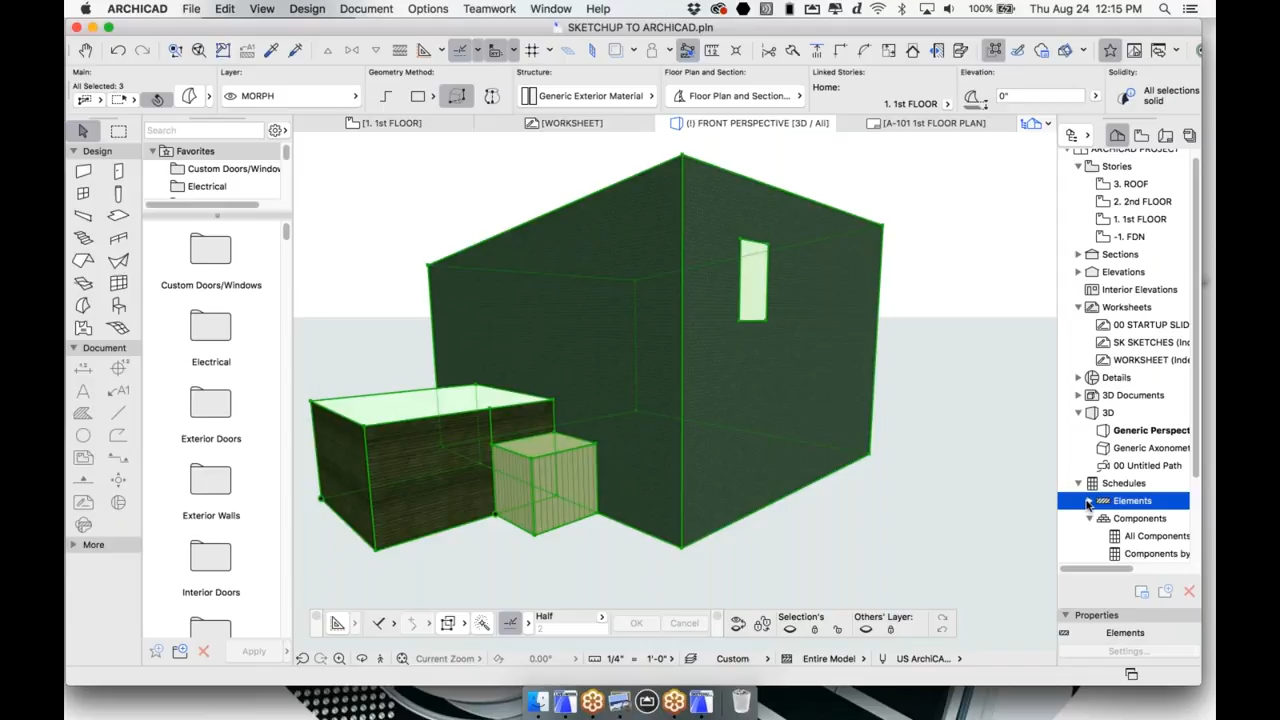 ARCHICAD File Edit View Design Document Options Teamwork Window Help 100% Thu Aug 24 12:15 PM
SKETCHUP TO ARCHICAD.pln
Main:
All Selected: 3
Layer:
MORPH
Geometry Method:
Structure:
Generic Exterior Material
Floor Plan and Section:
Floor Plan and Section...
Linked Stories:
Home:
1. 1st FLOOR
Elevation:
0°
Solidity:
All selections
solid
[1. 1st FLOOR] [WORKSHEET] (!) FRONT PERSPECTIVE [3D / All] [A-101 1st FLOOR PLAN]
Search
Design
Favorites
Custom Doors/Window
Electrical
Custom Doors/Windows
Electrical
Exterior Doors
Exterior Walls
Interior Doors
Document
More
Apply
ARCHICAD PROJECT
Stories
3. ROOF
2. 2nd FLOOR
1. 1st FLOOR
-1. FDN
Sections
Elevations
Interior Elevations
Worksheets
00 STARTUP SLID
SK SKETCHES (Ind
WORKSHEET (Inde
Details
3D Documents
3D
Generic Perspect
Generic Axonomet
00 Untitled Path
Schedules
Elements
Components
All Components
Components by
Properties
Elements
Settings...
Half
2
OK Cancel
Selection's
Others' Layer:
Current Zoom 0.00° 1/4" = 1'-0" Custom Entire Model US ArchiCA...